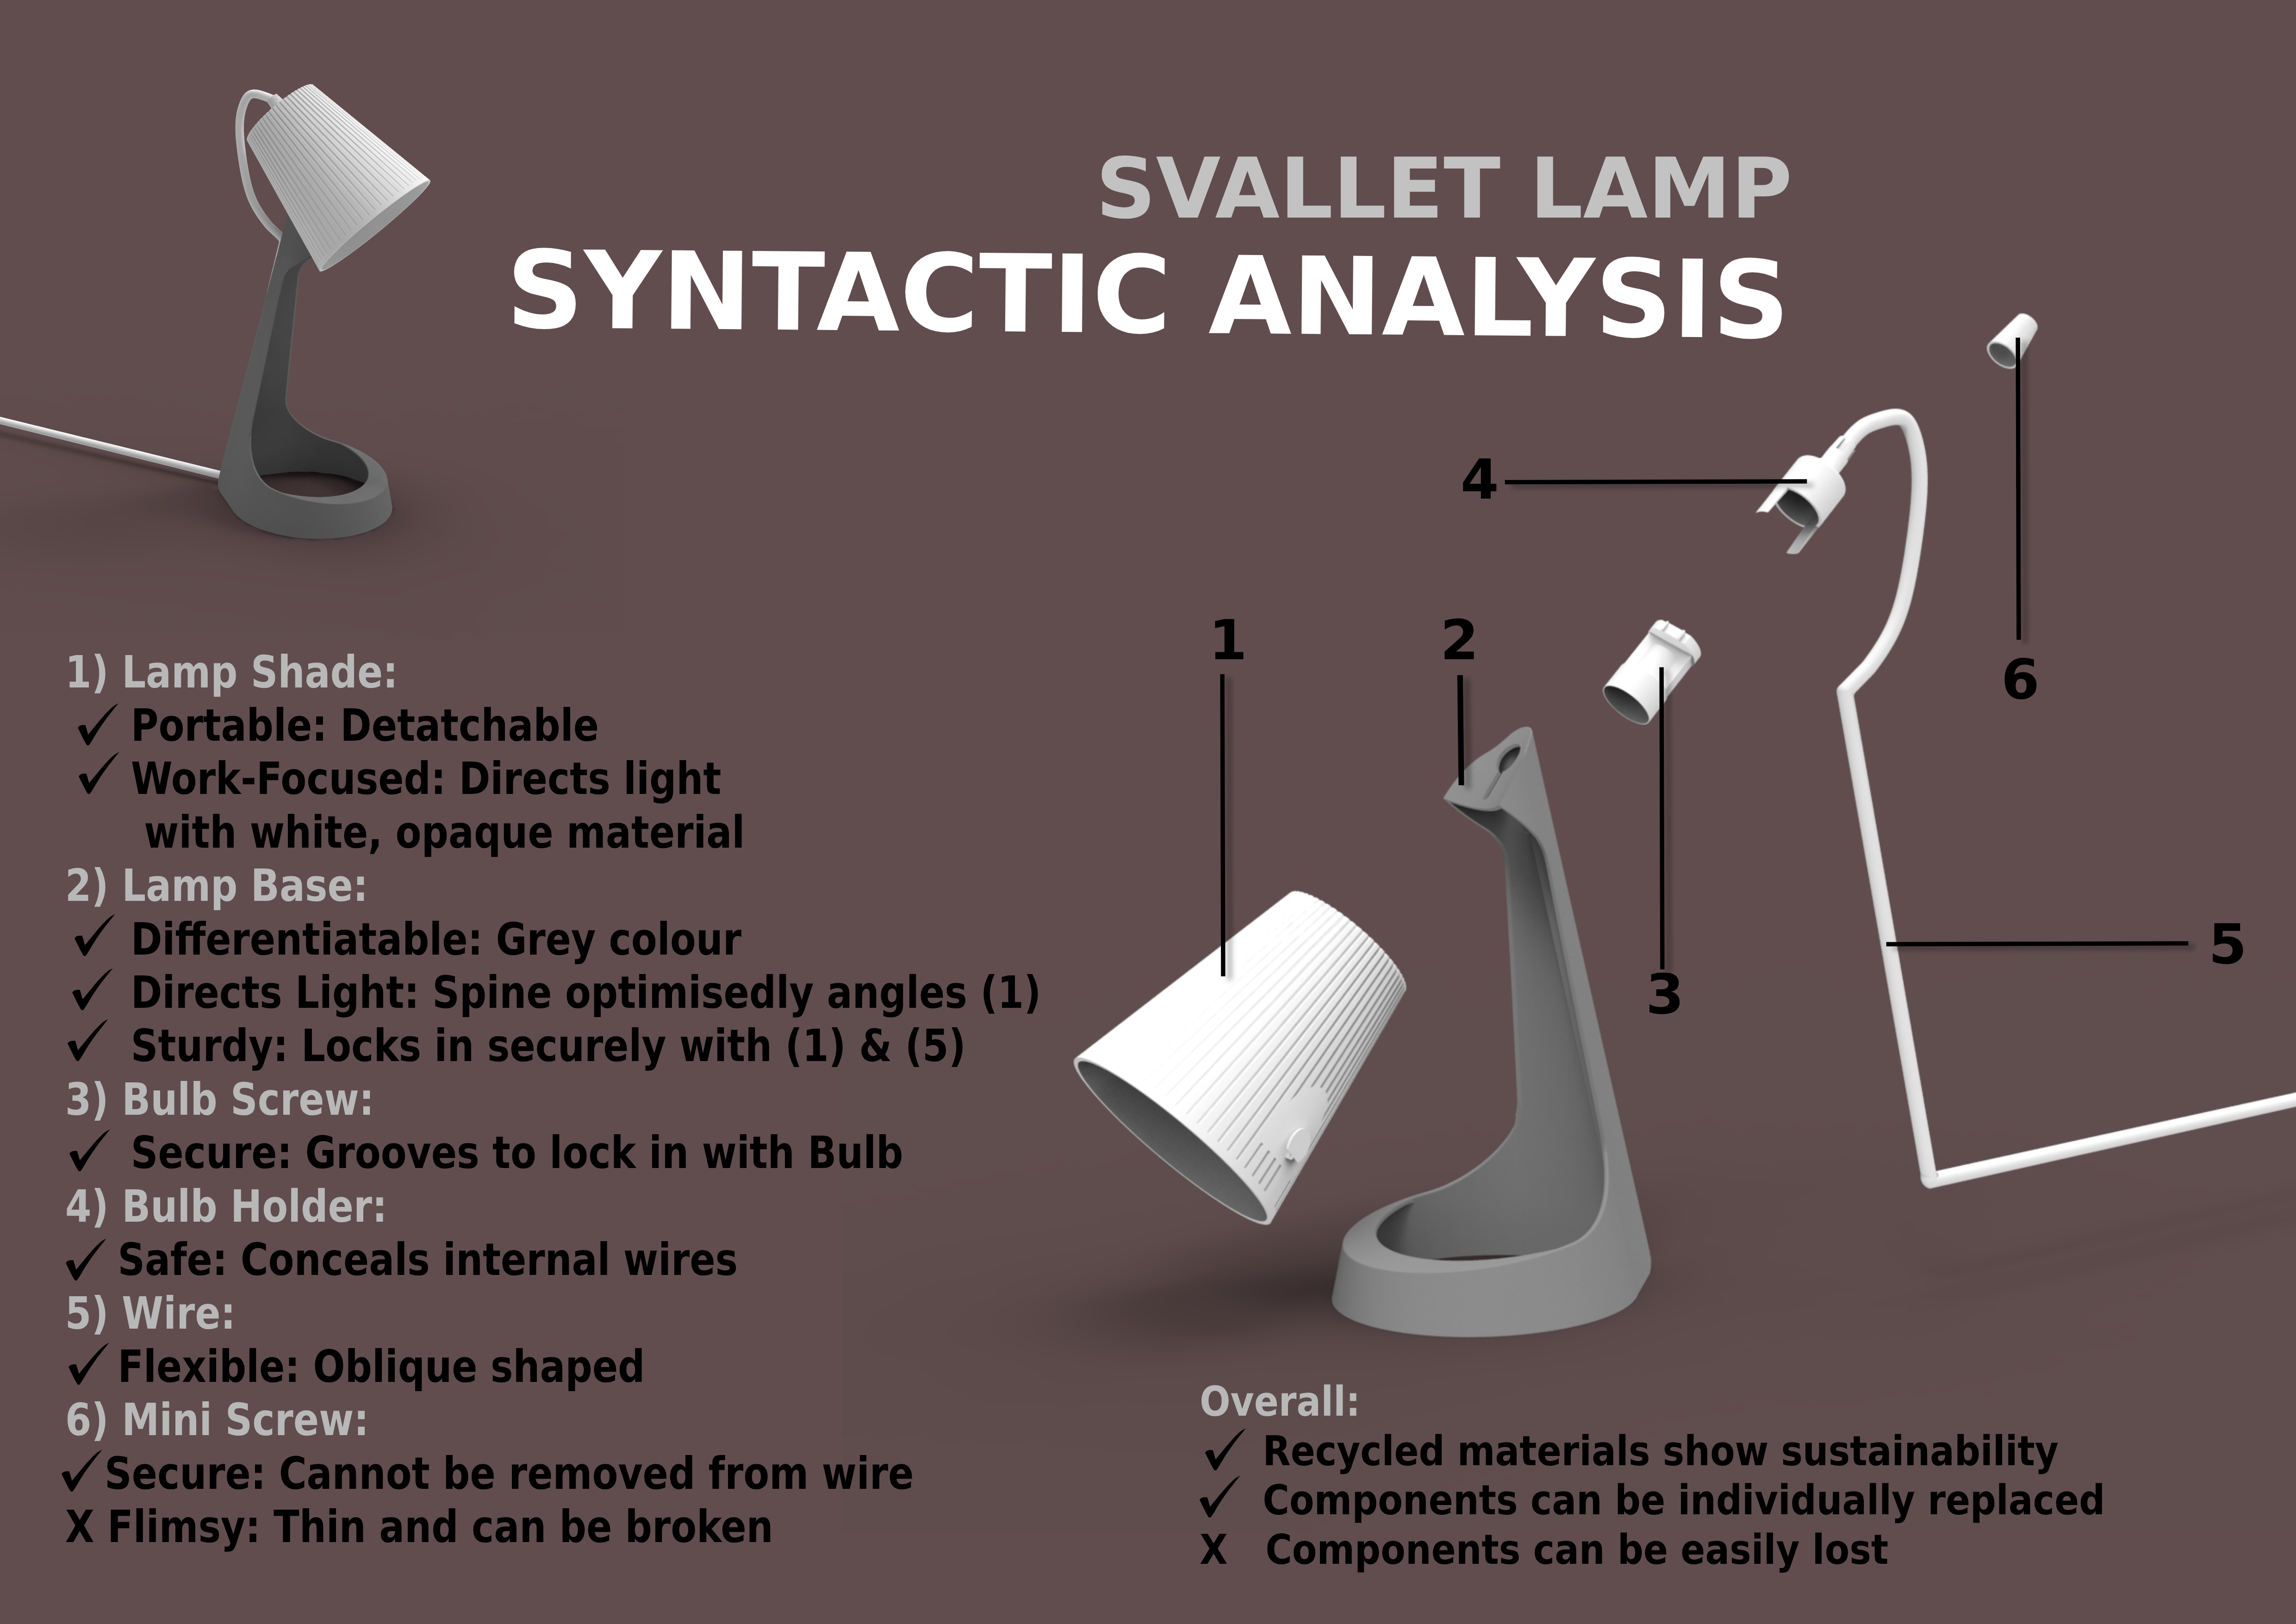 SVALLET LAMP
SYNTACTIC ANALYSIS
4
6
1
2
3
5
1) Lamp Shade:
✓ Portable: Detatchable
✓ Work-Focused: Directs light
with white, opaque material
2) Lamp Base:
✓ Differentiatable: Grey colour
✓ Directs Light: Spine optimisedly angles (1)
✓ Sturdy: Locks in securely with (1) & (5)
3) Bulb Screw:
✓ Secure: Grooves to lock in with Bulb
4) Bulb Holder:
✓ Safe: Conceals internal wires
5) Wire:
✓ Flexible: Oblique shaped
6) Mini Screw:
✓ Secure: Cannot be removed from wire
X Flimsy: Thin and can be broken
Overall:
✓ Recycled materials show sustainability
✓ Components can be individually replaced
X Components can be easily lost